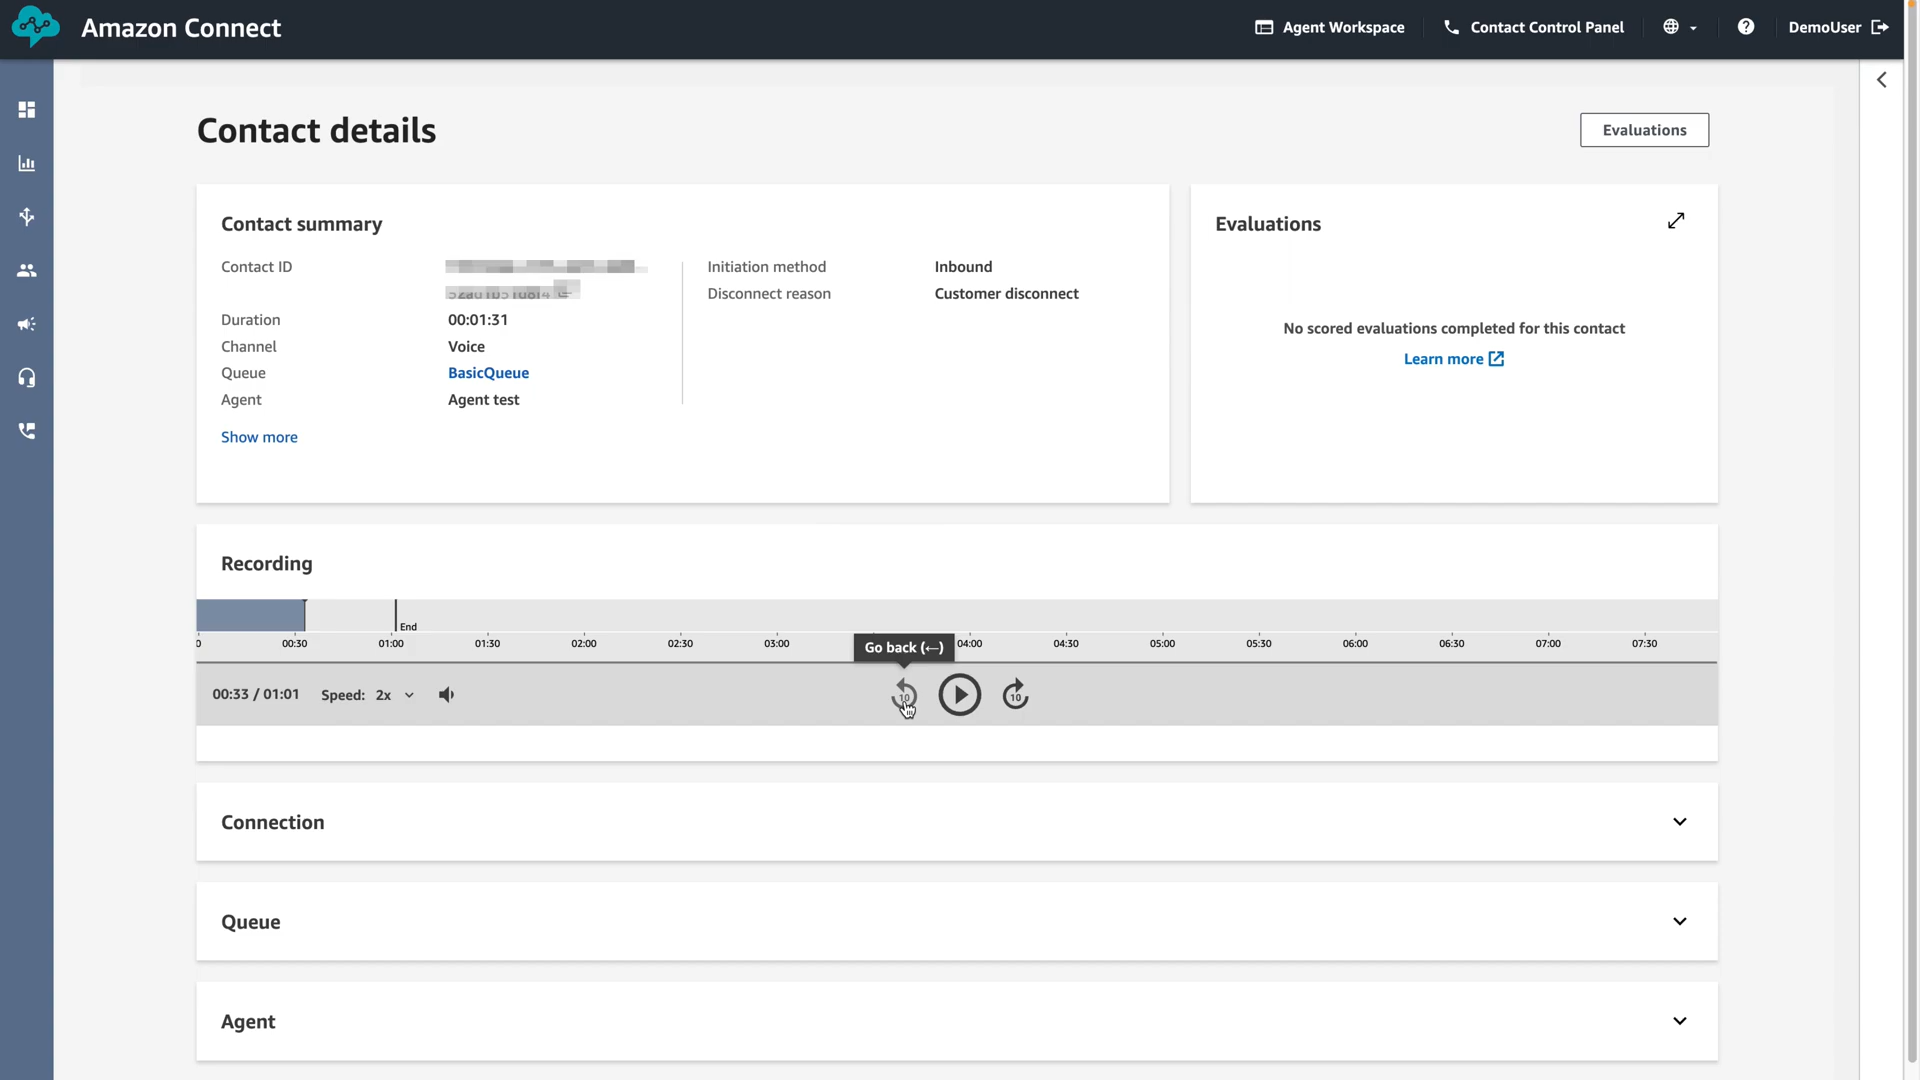 Amazon Connect
Agent Workspace
Contact Control Panel
DemoUser
Contact details
Evaluations
Contact summary
Contact ID
Duration 00:01:31
Channel Voice
Queue BasicQueue
Agent Agent test
Show more
Initiation method Inbound
Disconnect reason Customer disconnect
Evaluations
No scored evaluations completed for this contact
Learn more
Recording
End
0 00:30 01:00 01:30 02:00 02:30 03:00 04:00 04:30 05:00 05:30 06:00 06:30 07:00 07:30
Go back (←)
00:33 / 01:01 Speed: 2x 10 10
Connection
Queue
Agent